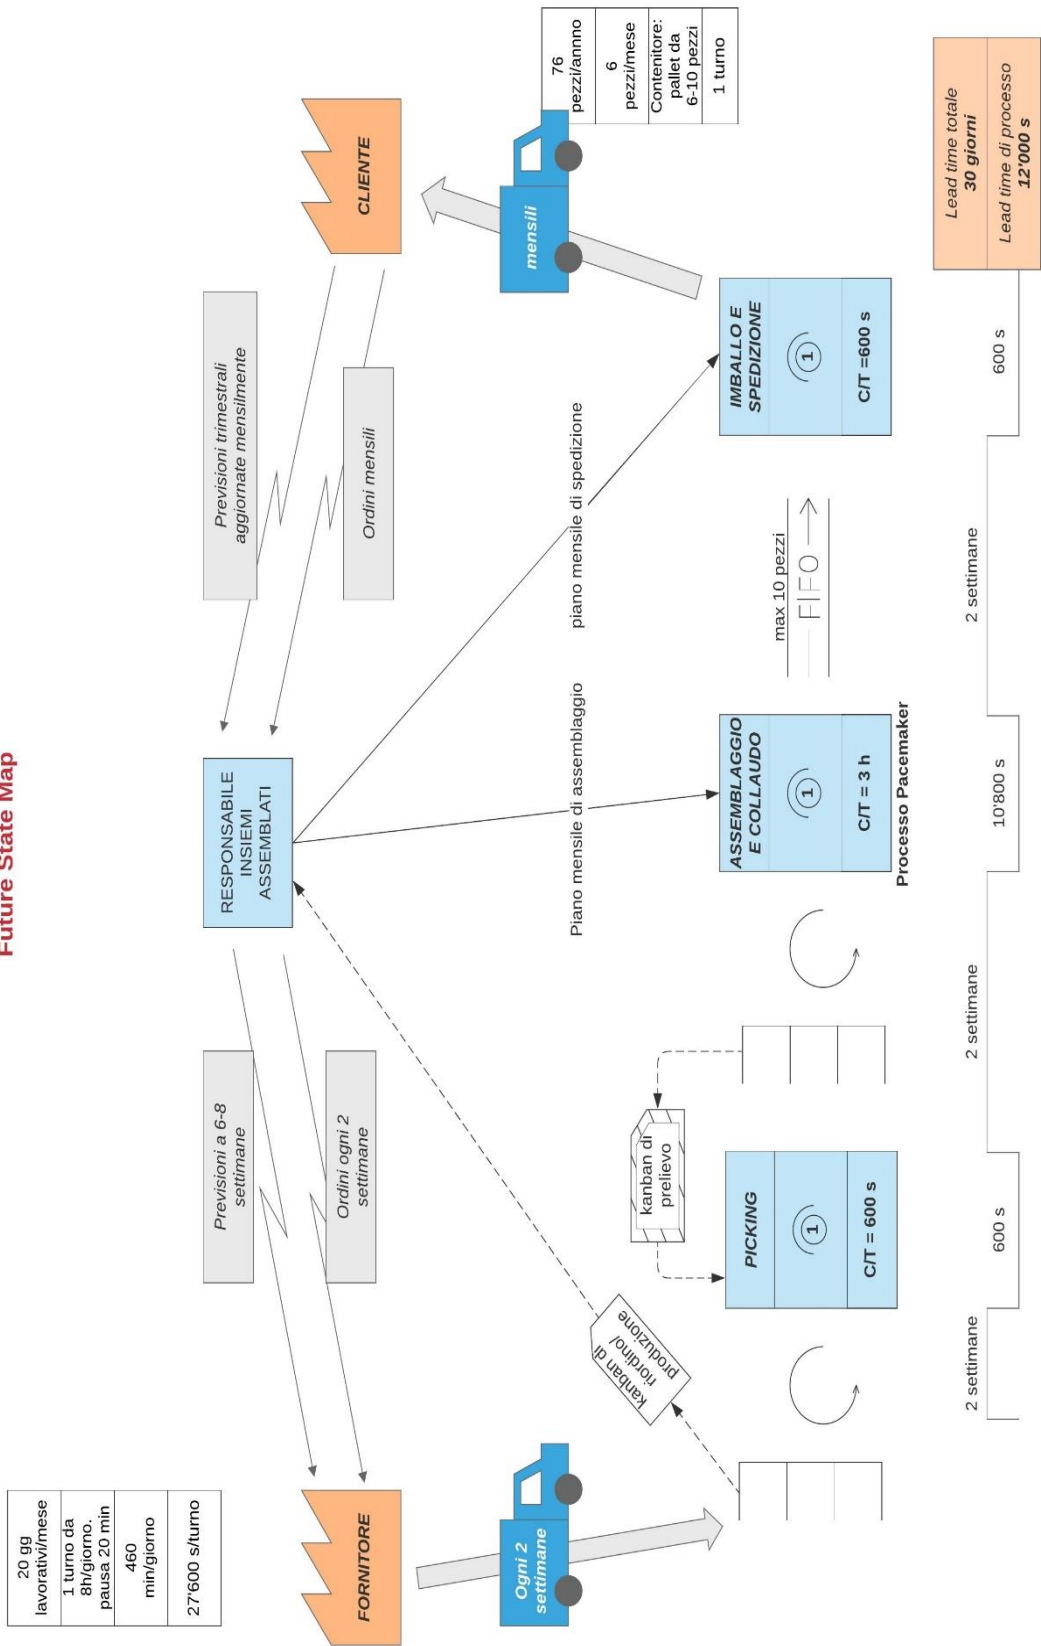 Future State Map
20 gg
lavorativi/mese
1 turno da
8h/giorno.
pausa 20 min
460
min/giorno
27'600 s/turno
FORNITORE
Previsioni a 6-8
settimane
Ordini ogni 2
settimane
RESPONSABILE
INSIEMI
ASSEMBLATI
Previsioni trimestrali
aggiornate mensilmente
Ordini mensili
CLIENTE
Ogni 2
settimane
mensili
76
pezzi/annno
6
pezzi/mese
Contenitore:
pallet da
6-10 pezzi
1 turno
kanban di
riordino/
produzione
kanban di
prelievo
Piano mensile di assemblaggio
piano mensile di spedizione
PICKING
1
C/T = 600 s
ASSEMBLAGGIO
E COLLAUDO
1
C/T = 3 h
Processo Pacemaker
max 10 pezzi
FIFO
IMBALLO E
SPEDIZIONE
1
C/T =600 s
2 settimane
600 s
2 settimane
10'800 s
2 settimane
600 s
Lead time totale
30 giorni
Lead time di processo
12'000 s